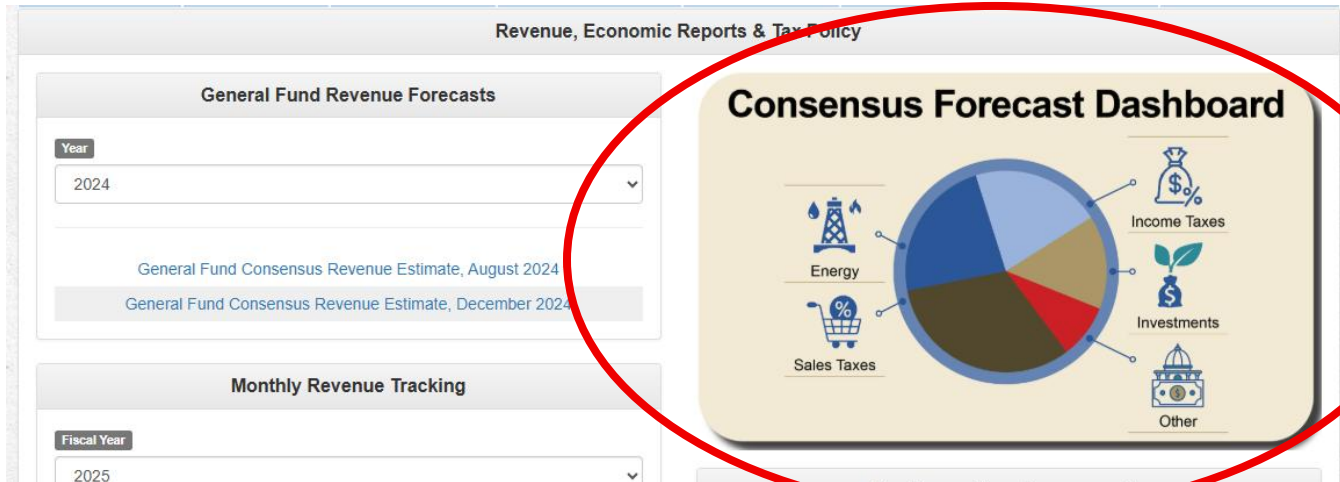 Revenue, Economic Reports & Tax Policy
General Fund Revenue Forecasts
Year
2024
General Fund Consensus Revenue Estimate, August 2024
General Fund Consensus Revenue Estimate, December 2024
Monthly Revenue Tracking
Fiscal Year
2025
Consensus Forecast Dashboard
Energy
Sales Taxes
Income Taxes
Investments
Other